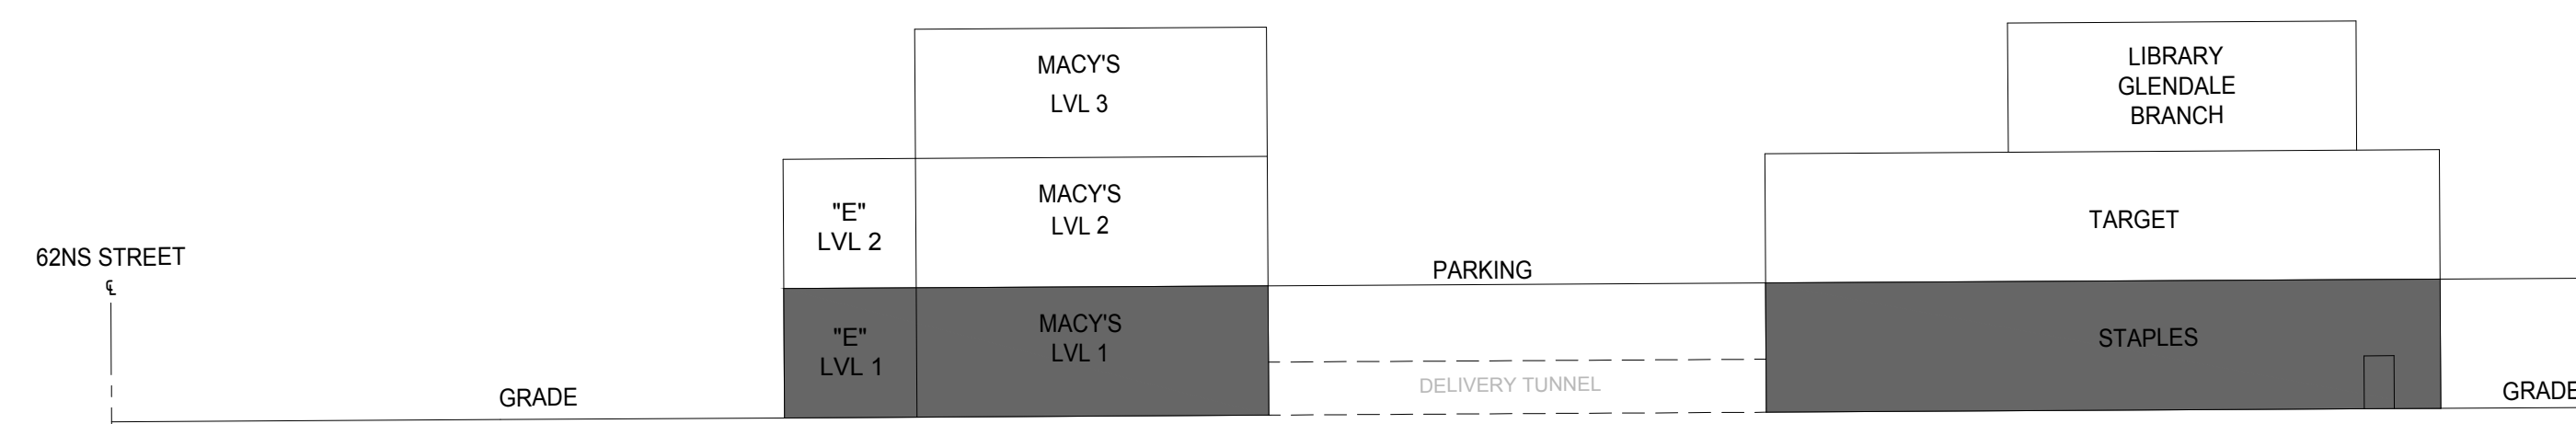 MACY'S
LVL 3
LIBRARY
GLENDALE
BRANCH
"E"
LVL 2
MACY'S
LVL 2
TARGET
62NS STREET
℄
PARKING
"E"
LVL 1
MACY'S
LVL 1
STAPLES
DELIVERY TUNNEL
GRADE
GRADE